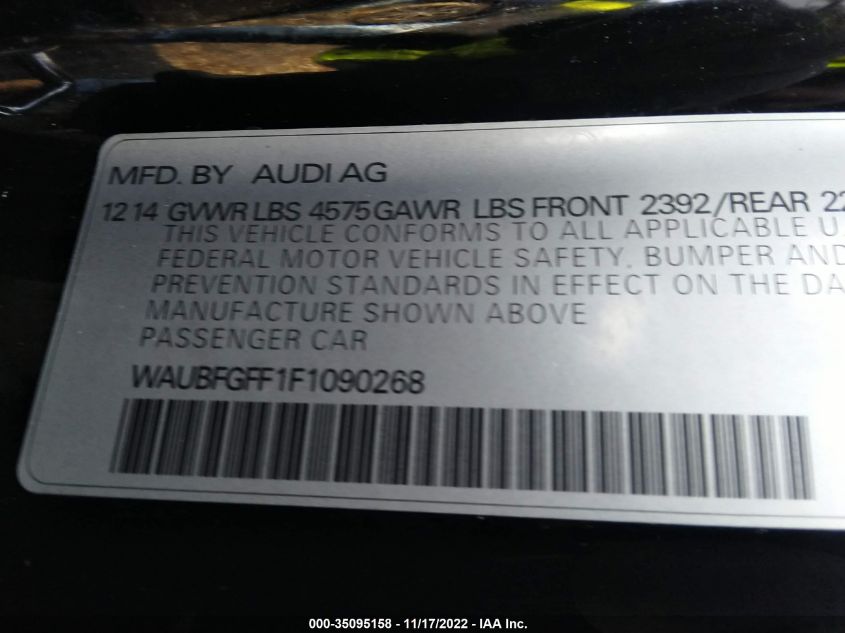 MFD. BY AUDI AG
12 14 GVWR LBS 4575 GAWR LBS FRONT 2392/REAR 22
THIS VEHICLE CONFORMS TO ALL APPLICABLE U
FEDERAL MOTOR VEHICLE SAFETY, BUMPER AND
PREVENTION STANDARDS IN EFFECT ON THE DA
MANUFACTURE SHOWN ABOVE
PASSENGER CAR
WAUBFGFF1F1090268
000-35095158 - 11/17/2022 - IAA Inc.